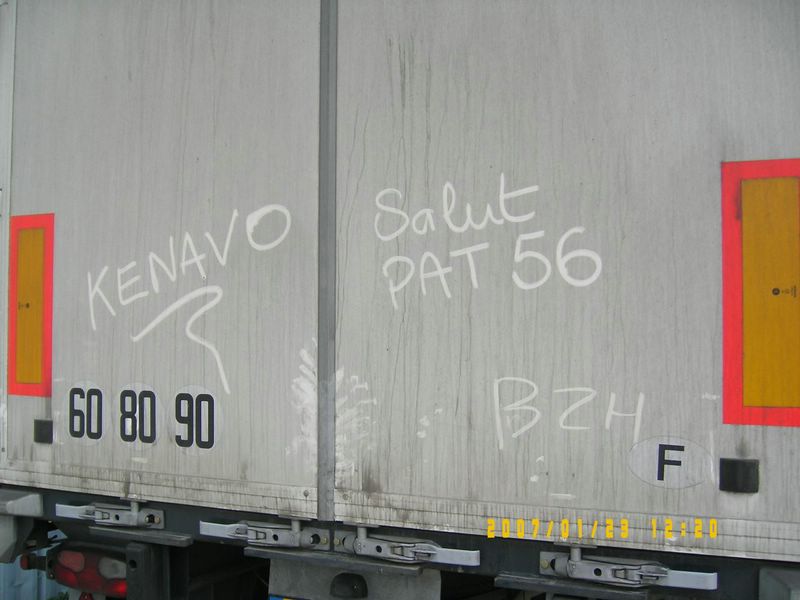 KENAVO
Salut
PAT 56
BZH
60 80 90
F
2007/01/23 12:20